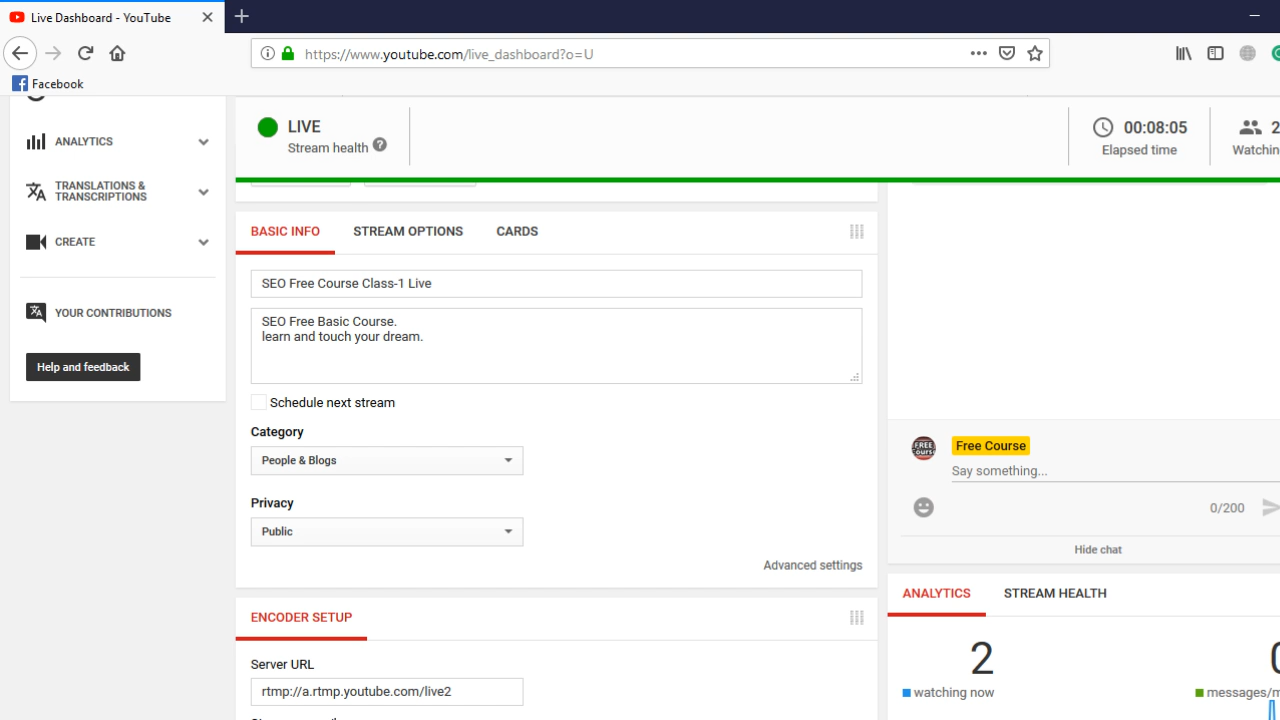 Live Dashboard - YouTube
https://www.youtube.com/live_dashboard?o=U
Facebook
ANALYTICS
TRANSLATIONS &
TRANSCRIPTIONS
CREATE
YOUR CONTRIBUTIONS
Help and feedback
LIVE
Stream health ?
00:08:05
Elapsed time
2
Watching
BASIC INFO
STREAM OPTIONS
CARDS
SEO Free Course Class-1 Live
SEO Free Basic Course.
learn and touch your dream.
Schedule next stream
Category
People & Blogs
Privacy
Public
Advanced settings
ENCODER SETUP
Server URL
rtmp://a.rtmp.youtube.com/live2
FREE
Free Course
Say something...
0/200
Hide chat
ANALYTICS
STREAM HEALTH
2
watching now
messages/m